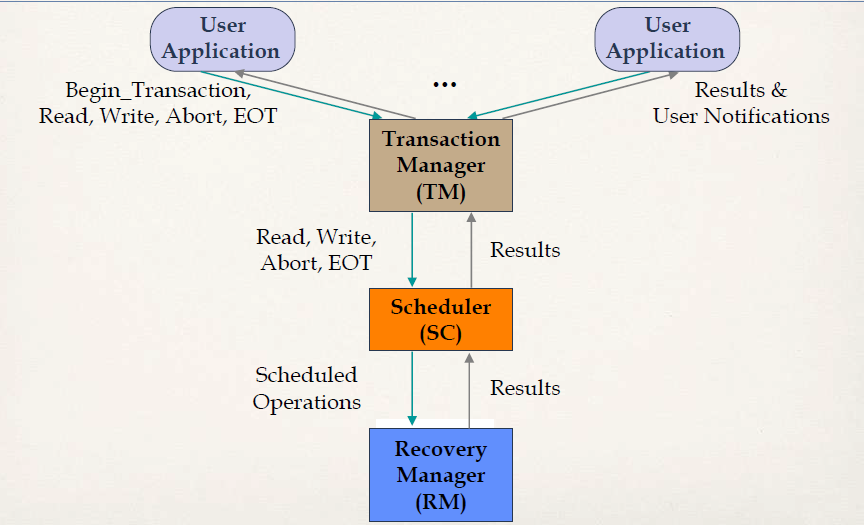 User
Application
User
Application
...
Begin_Transaction,
Read, Write, Abort, EOT
Results &
User Notifications
Transaction
Manager
(TM)
Read, Write,
Abort, EOT
Results
Scheduler
(SC)
Scheduled
Operations
Results
Recovery
Manager
(RM)